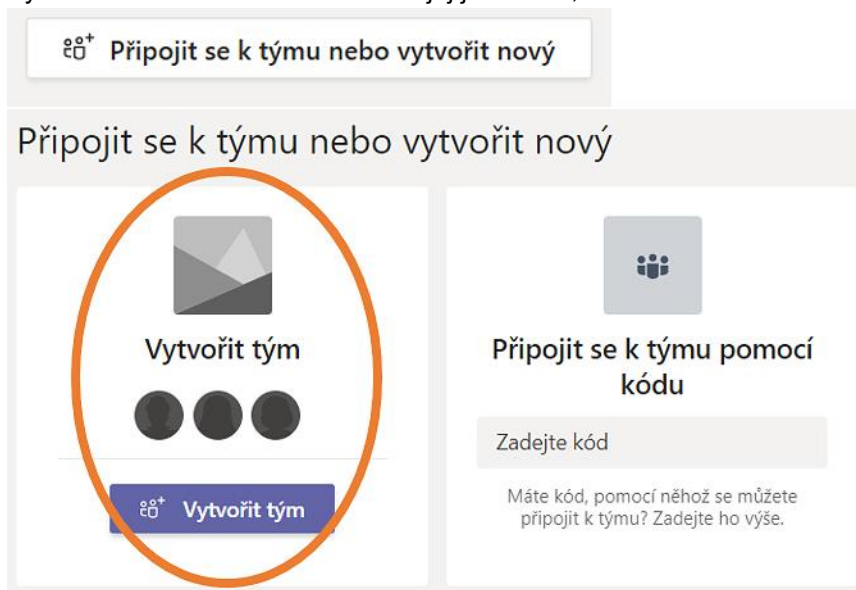 Připojit se k týmu nebo vytvořit nový
Připojit se k týmu nebo vytvořit nový
Vytvořit tým
Vytvořit tým
Připojit se k týmu pomocí
kódu
Zadejte kód
Máte kód, pomocí něhož se můžete
připojit k týmu? Zadejte ho výše.